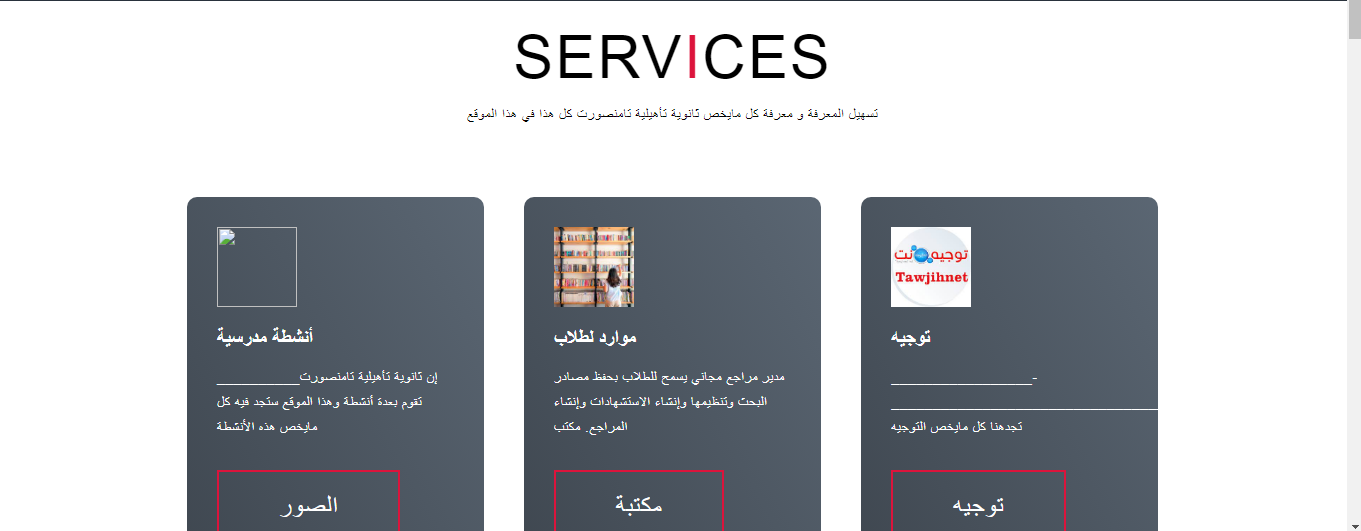 SERVICES
تسهيل المعرفة و معرفة كل مايخص ثانوية تأهيلية تامنصورت كل هذا في هذا الموقع
توجيه نت
Tawjihnet
أنشطة مدرسية
إن ثانوية تأهيلية تامنصورت____________
تقوم بعدة أنشطة وهذا الموقع ستجد فيه كل
مايخص هذه الأنشطة
الصور
موارد لطلاب
مدير مراجع مجاني يسمح للطلاب بحفظ مصادر
البحث وتنظيمها وإنشاء الاستشهادات وإنشاء
المراجع. مكتب
مكتبة
توجيه
____________________-
______________________________________
تجدهنا كل مايخص التوجيه
توجيه